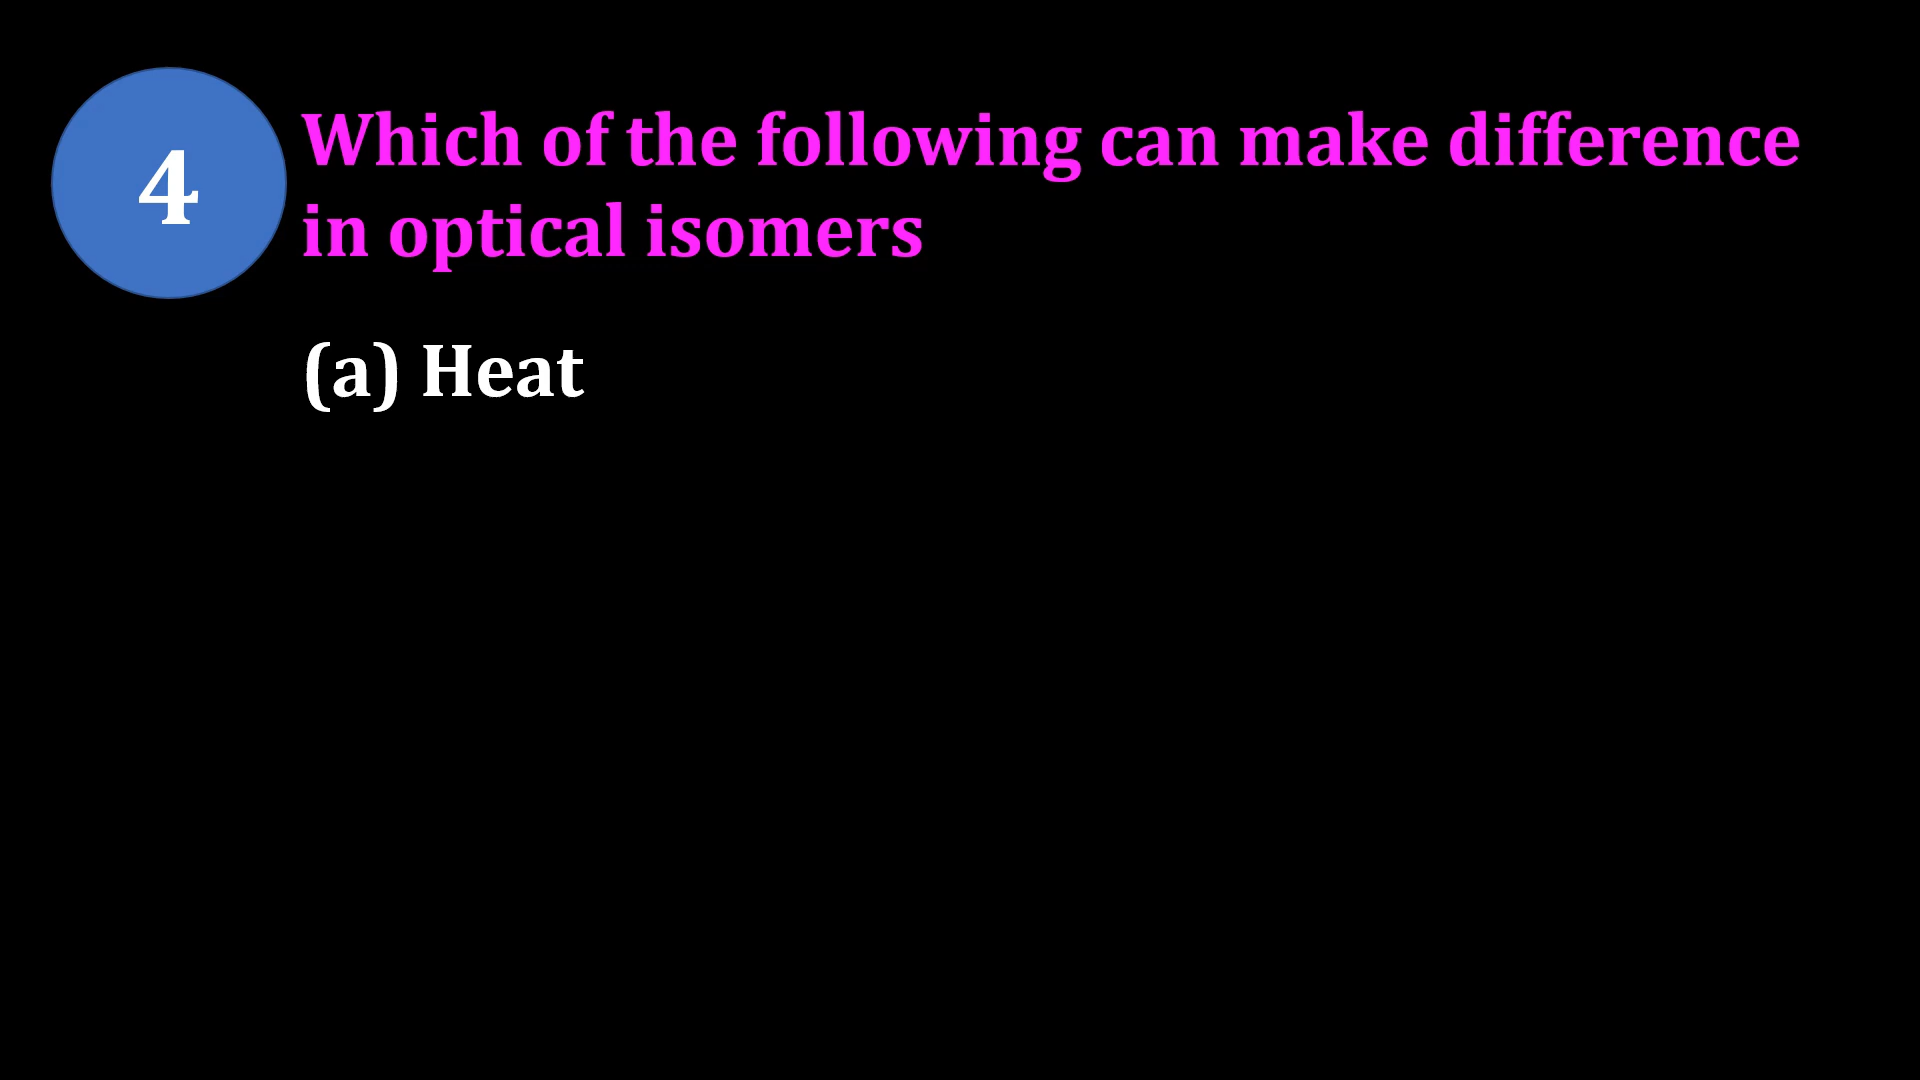 4
Which of the following can make difference
in optical isomers
(a) Heat